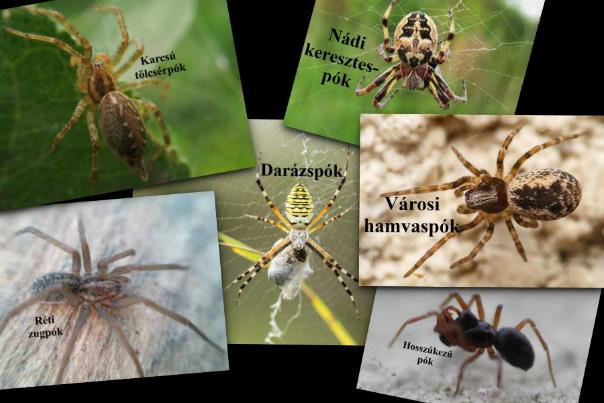 Karcsú
tölcsérpók
Nádi
keresztes-
pók
Darázspók
Városi
hamvaspók
Réti
zugpók
Hosszúkezű
pók